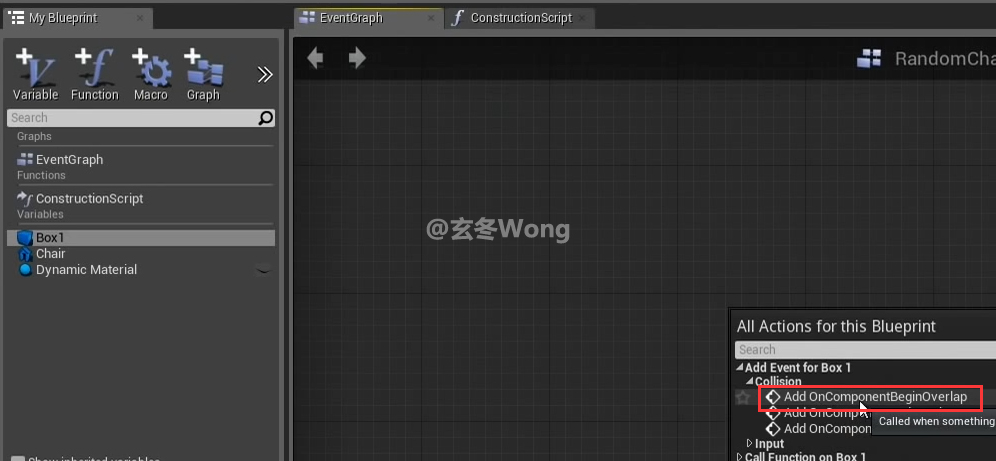 My Blueprint
EventGraph
ConstructionScript
Variable
Function
Macro
Graph
Search
Graphs
EventGraph
Functions
ConstructionScript
Variables
Box1
Chair
Dynamic Material
Show inherited variables
RandomCha
@玄冬Wong
All Actions for this Blueprint
Search
Add Event for Box 1
Collision
Add OnComponentBeginOverlap
Add OnComp
Add OnCompon
Called when something
Input
Call Function on Box 1